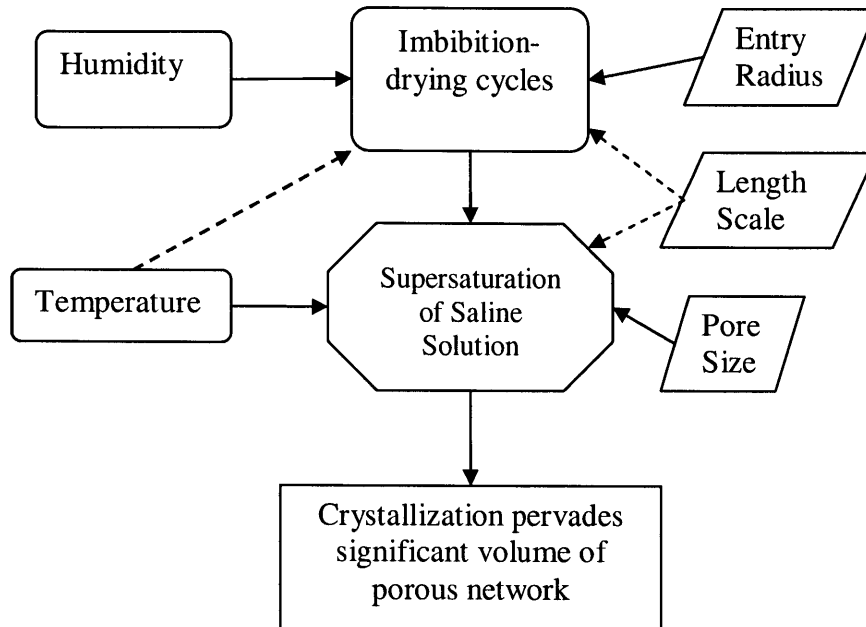 Humidity
Imbibition-
drying cycles
Entry
Radius
Length
Scale
Temperature
Supersaturation
of Saline
Solution
Pore
Size
Crystallization pervades
significant volume of
porous network